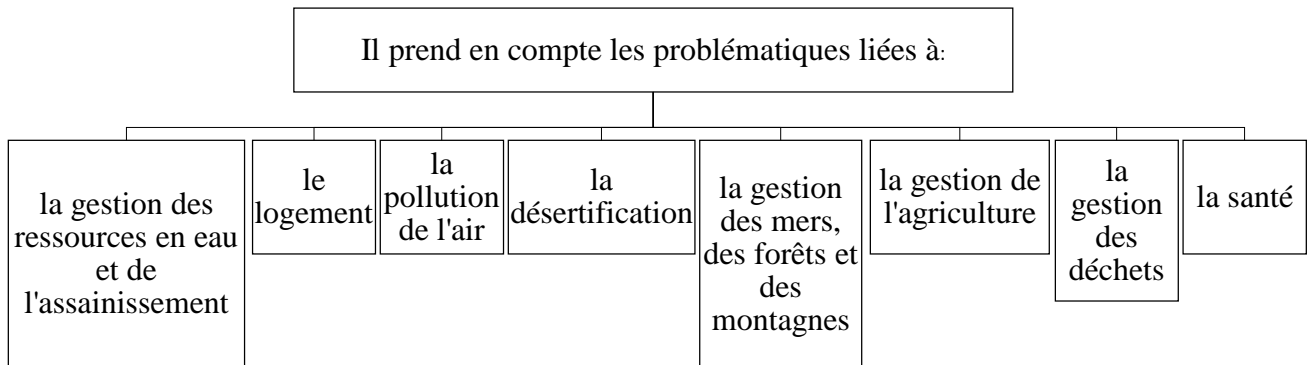 Il prend en compte les problématiques liées à:
la gestion des
ressources en eau
et de
l'assainissement
le
logement
la
pollution
de l'air
la
désertification
la gestion
des mers,
des forêts et
des
montagnes
la gestion de
l'agriculture
la
gestion
des
déchets
la santé